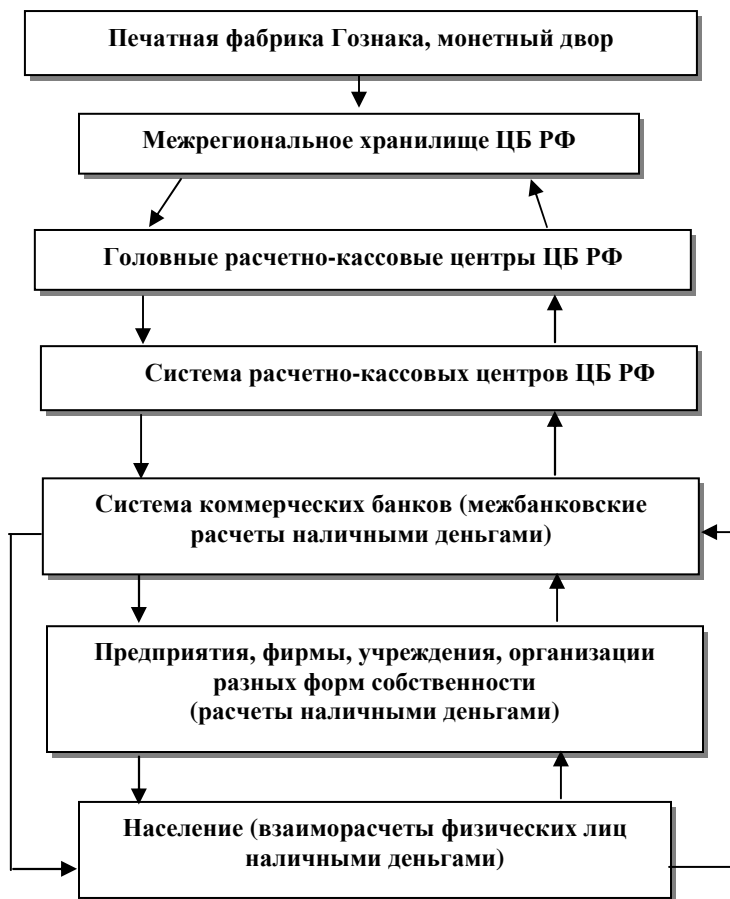 Печатная фабрика Гознака, монетный двор
Межрегиональное хранилище ЦБ РФ
Головные расчетно-кассовые центры ЦБ РФ
Система расчетно-кассовых центров ЦБ РФ
Система коммерческих банков (межбанковские
расчеты наличными деньгами)
Предприятия, фирмы, учреждения, организации
разных форм собственности
(расчеты наличными деньгами)
Население (взаиморасчеты физических лиц
наличными деньгами)